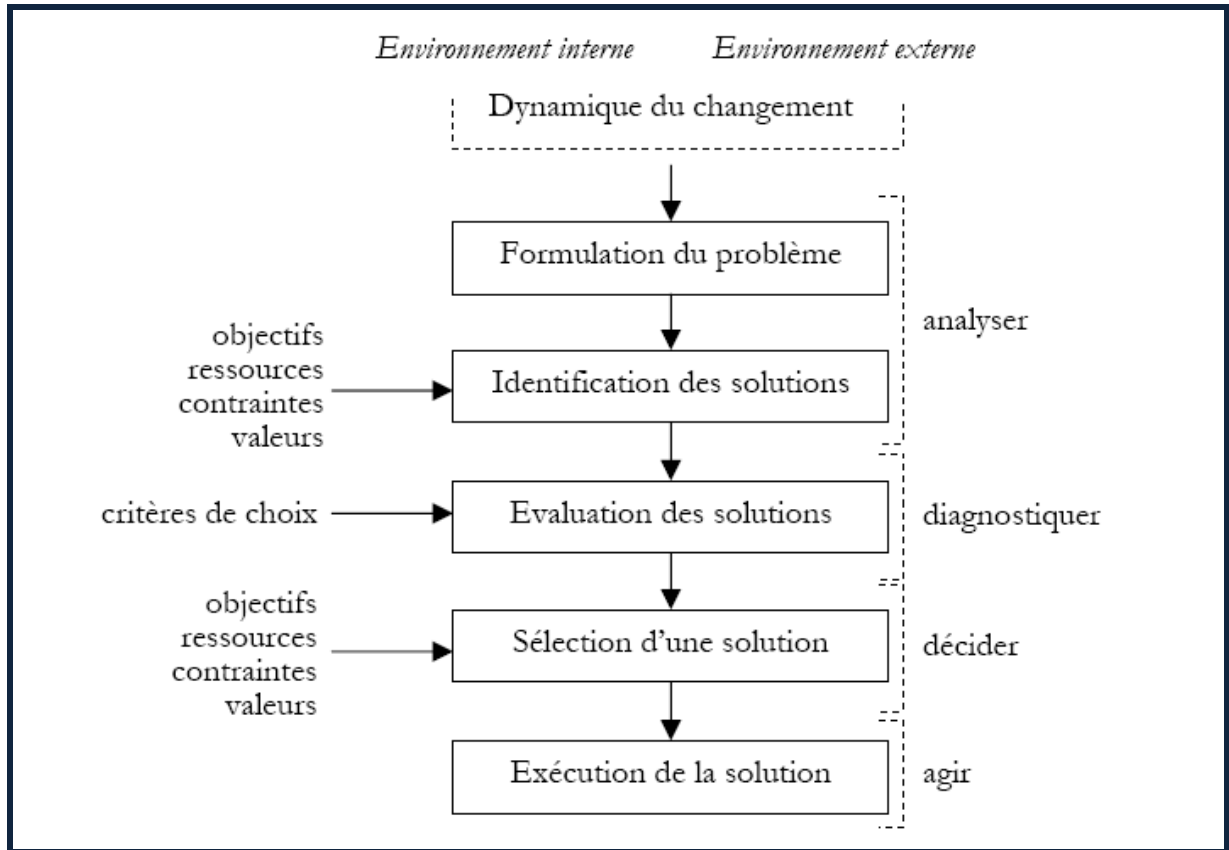 Environnement interne Environnement externe
Dynamique du changement
Formulation du problème
analyser
objectifs
ressources
contraintes
valeurs
Identification des solutions
critères de choix
Evaluation des solutions
diagnostiquer
objectifs
ressources
contraintes
valeurs
Sélection d’une solution
décider
Exécution de la solution
agir